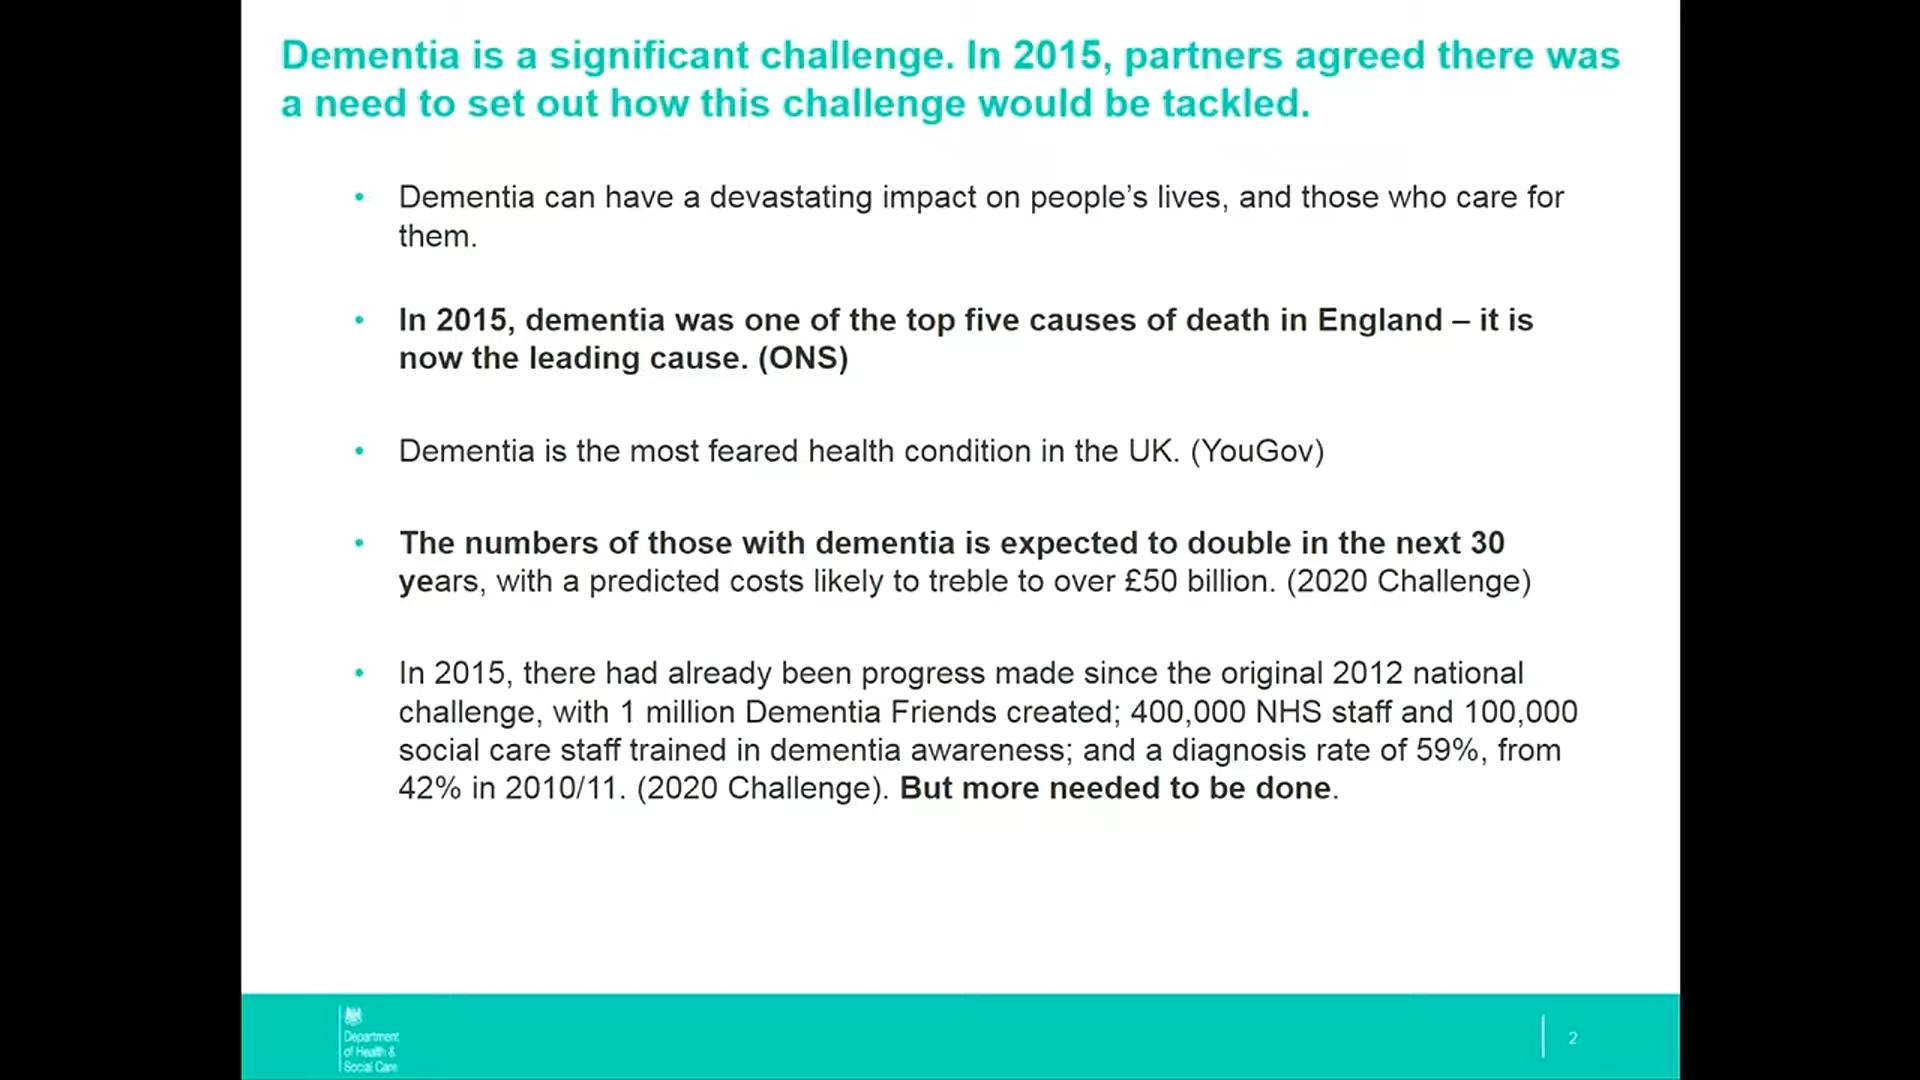 Dementia is a significant challenge. In 2015, partners agreed there was
a need to set out how this challenge would be tackled.
• Dementia can have a devastating impact on people’s lives, and those who care for
them.
• In 2015, dementia was one of the top five causes of death in England – it is
now the leading cause. (ONS)
• Dementia is the most feared health condition in the UK. (YouGov)
• The numbers of those with dementia is expected to double in the next 30
years, with a predicted costs likely to treble to over £50 billion. (2020 Challenge)
• In 2015, there had already been progress made since the original 2012 national
challenge, with 1 million Dementia Friends created; 400,000 NHS staff and 100,000
social care staff trained in dementia awareness; and a diagnosis rate of 59%, from
42% in 2010/11. (2020 Challenge). But more needed to be done.
Department
of Health &
Social Care
2